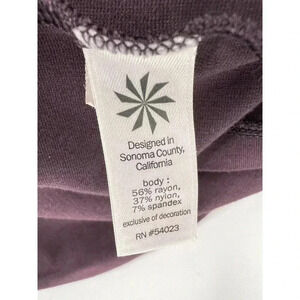 Designed in
Sonoma County,
California
body :
56% rayon,
37% nylon,
7% spandex
exclusive of decoration
RN #54023